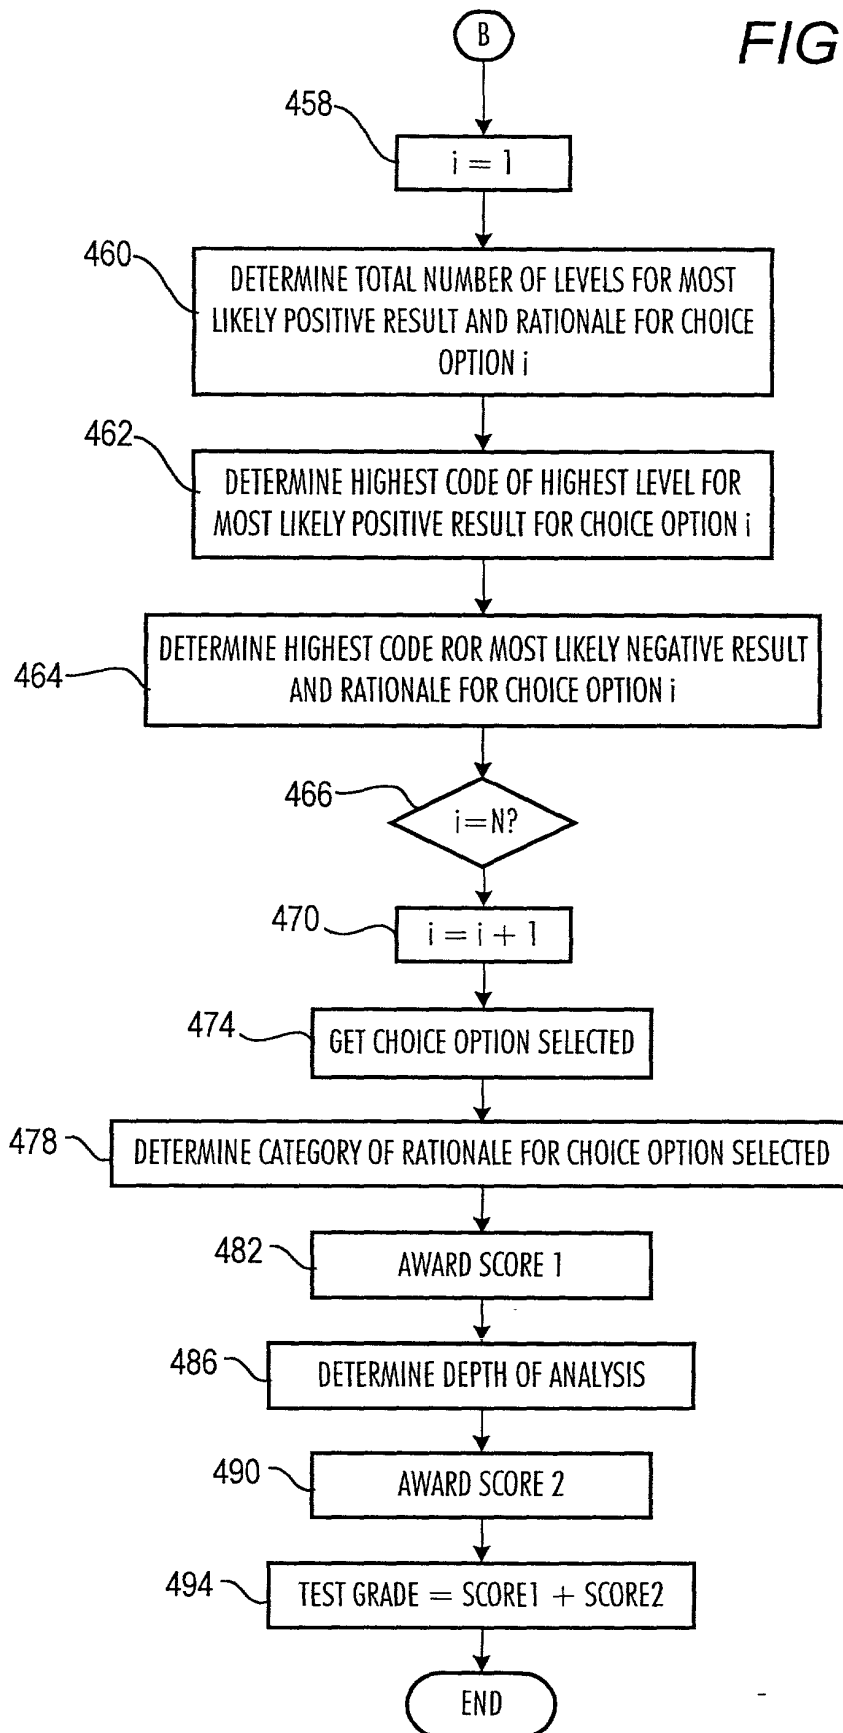 B
FIG
458
i = 1
460
DETERMINE TOTAL NUMBER OF LEVELS FOR MOST
LIKELY POSITIVE RESULT AND RATIONALE FOR CHOICE
OPTION i
462
DETERMINE HIGHEST CODE OF HIGHEST LEVEL FOR
MOST LIKELY POSITIVE RESULT FOR CHOICE OPTION i
464
DETERMINE HIGHEST CODE ROR MOST LIKELY NEGATIVE RESULT
AND RATIONALE FOR CHOICE OPTION i
466
i=N?
470
i = i + 1
474
GET CHOICE OPTION SELECTED
478
DETERMINE CATEGORY OF RATIONALE FOR CHOICE OPTION SELECTED
482
AWARD SCORE 1
486
DETERMINE DEPTH OF ANALYSIS
490
AWARD SCORE 2
494
TEST GRADE = SCORE1 + SCORE2
END